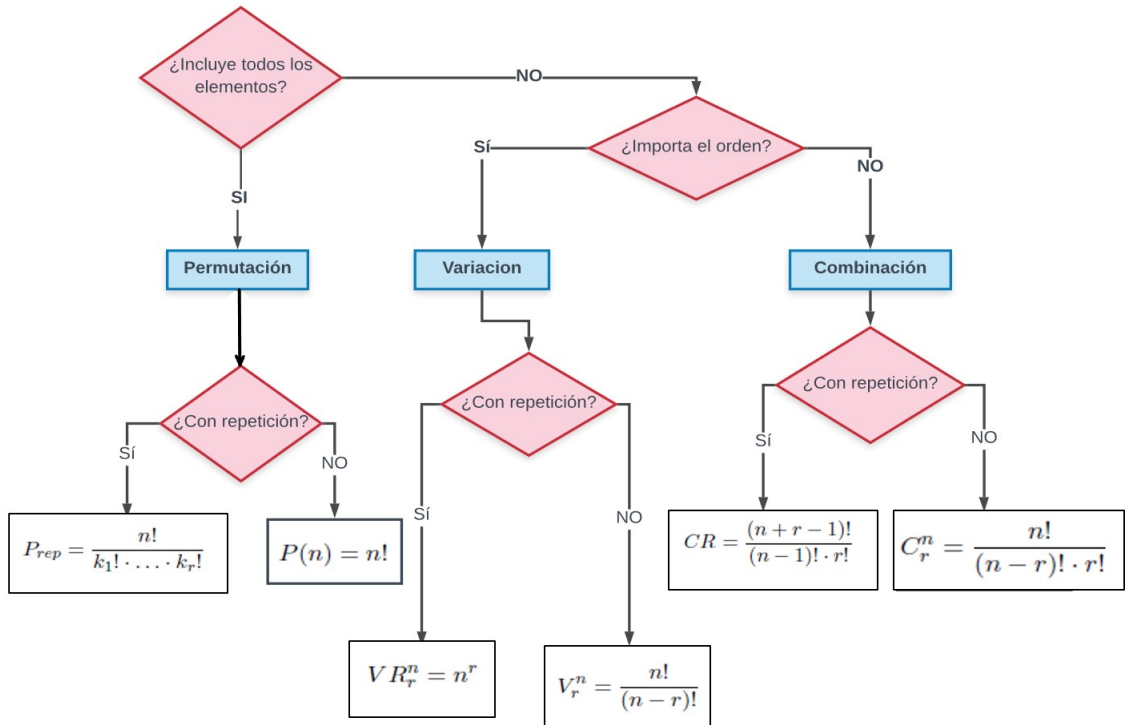 ¿Incluye todos los
elementos?
NO
¿Importa el orden?
Sí
NO
SI
Permutación
Variacion
Combinación
¿Con repetición?
¿Con repetición?
¿Con repetición?
Sí
NO
Sí
NO
Sí
NO
P_{rep} = \frac{n!}{k_1! \cdot \ldots \cdot k_r!}
P(n) = n!
CR = \frac{(n+r-1)!}{(n-1)! \cdot r!}
C_r^n = \frac{n!}{(n-r)! \cdot r!}
VR_r^n = n^r
V_r^n = \frac{n!}{(n-r)!}